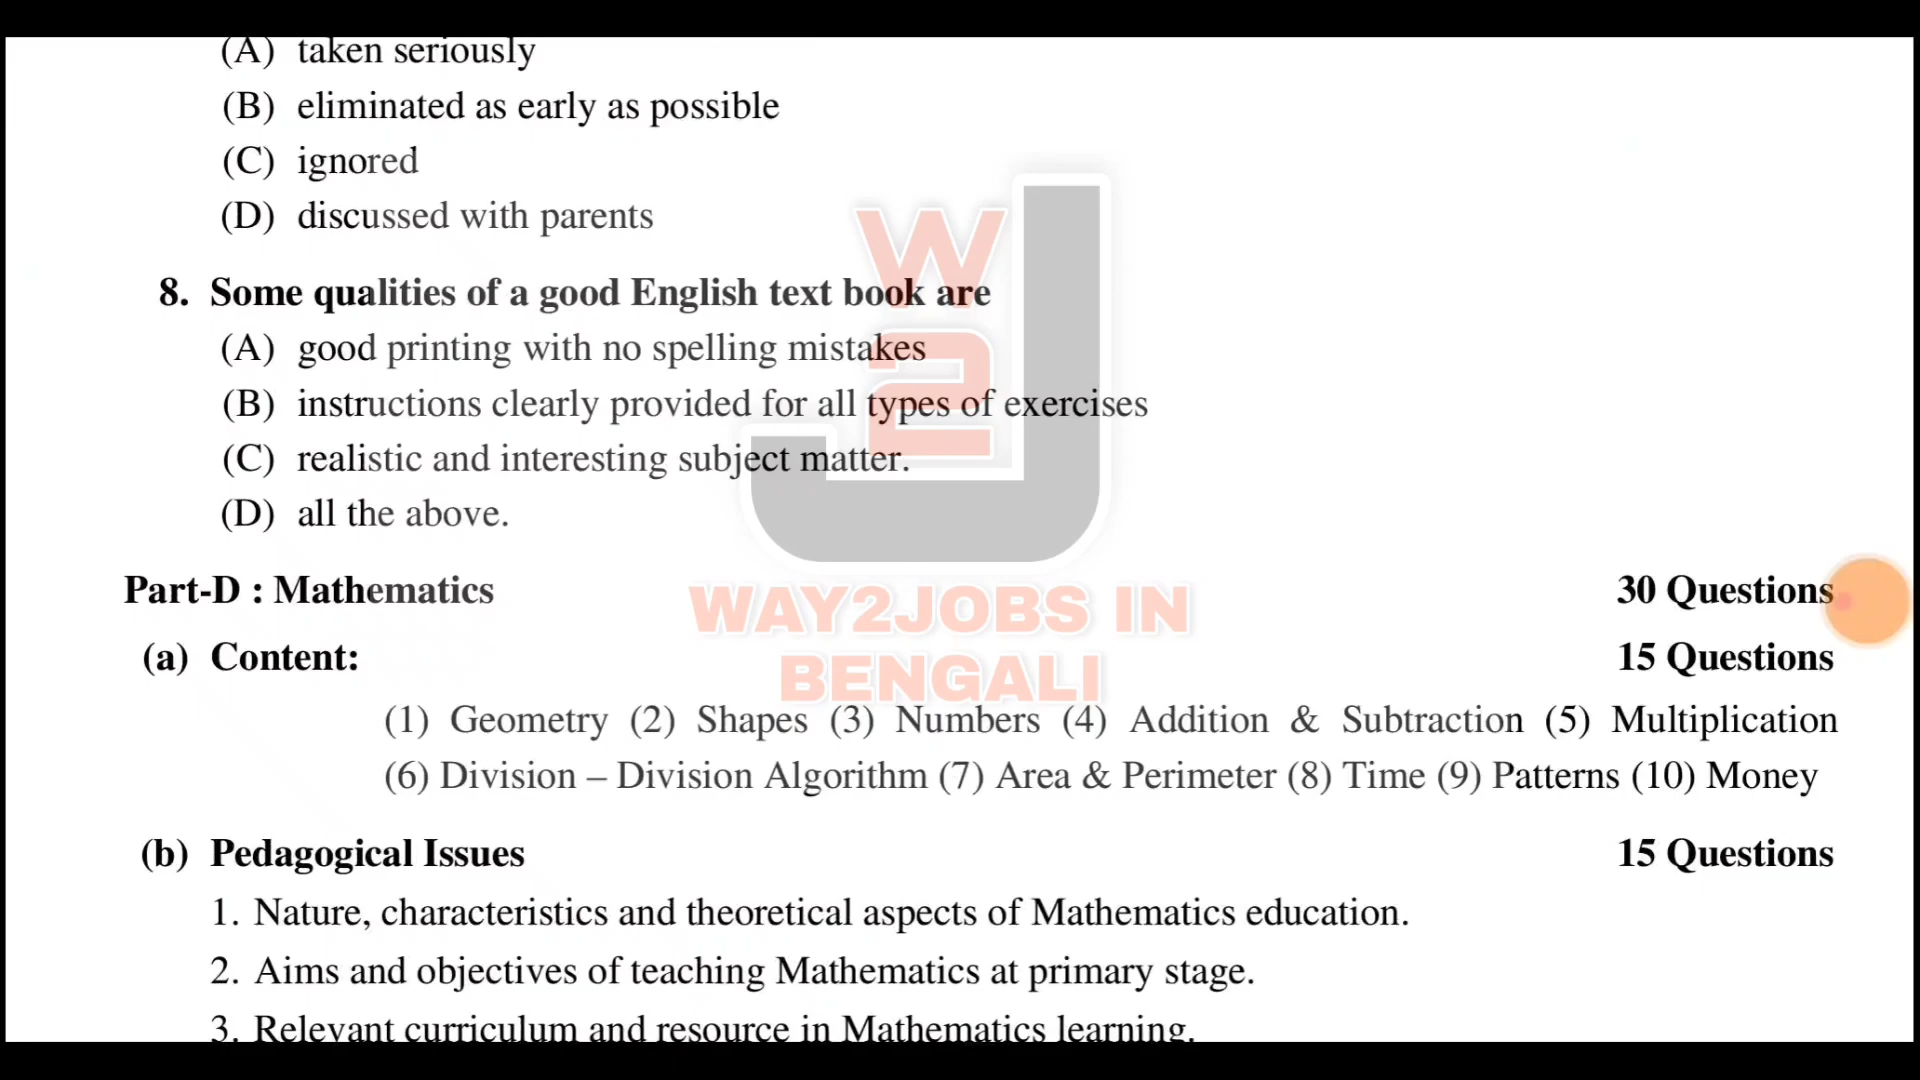 (A) taken seriously
(B) eliminated as early as possible
(C) ignored
(D) discussed with parents
8. Some qualities of a good English text book are
(A) good printing with no spelling mistakes
(B) instructions clearly provided for all types of exercises
(C) realistic and interesting subject matter.
(D) all the above.
W2J
Part-D : Mathematics 30 Questions
WAY2JOBS IN
BENGALI
(a) Content: 15 Questions
(1) Geometry (2) Shapes (3) Numbers (4) Addition & Subtraction (5) Multiplication
(6) Division – Division Algorithm (7) Area & Perimeter (8) Time (9) Patterns (10) Money
(b) Pedagogical Issues 15 Questions
1. Nature, characteristics and theoretical aspects of Mathematics education.
2. Aims and objectives of teaching Mathematics at primary stage.
3. Relevant curriculum and resource in Mathematics learning.